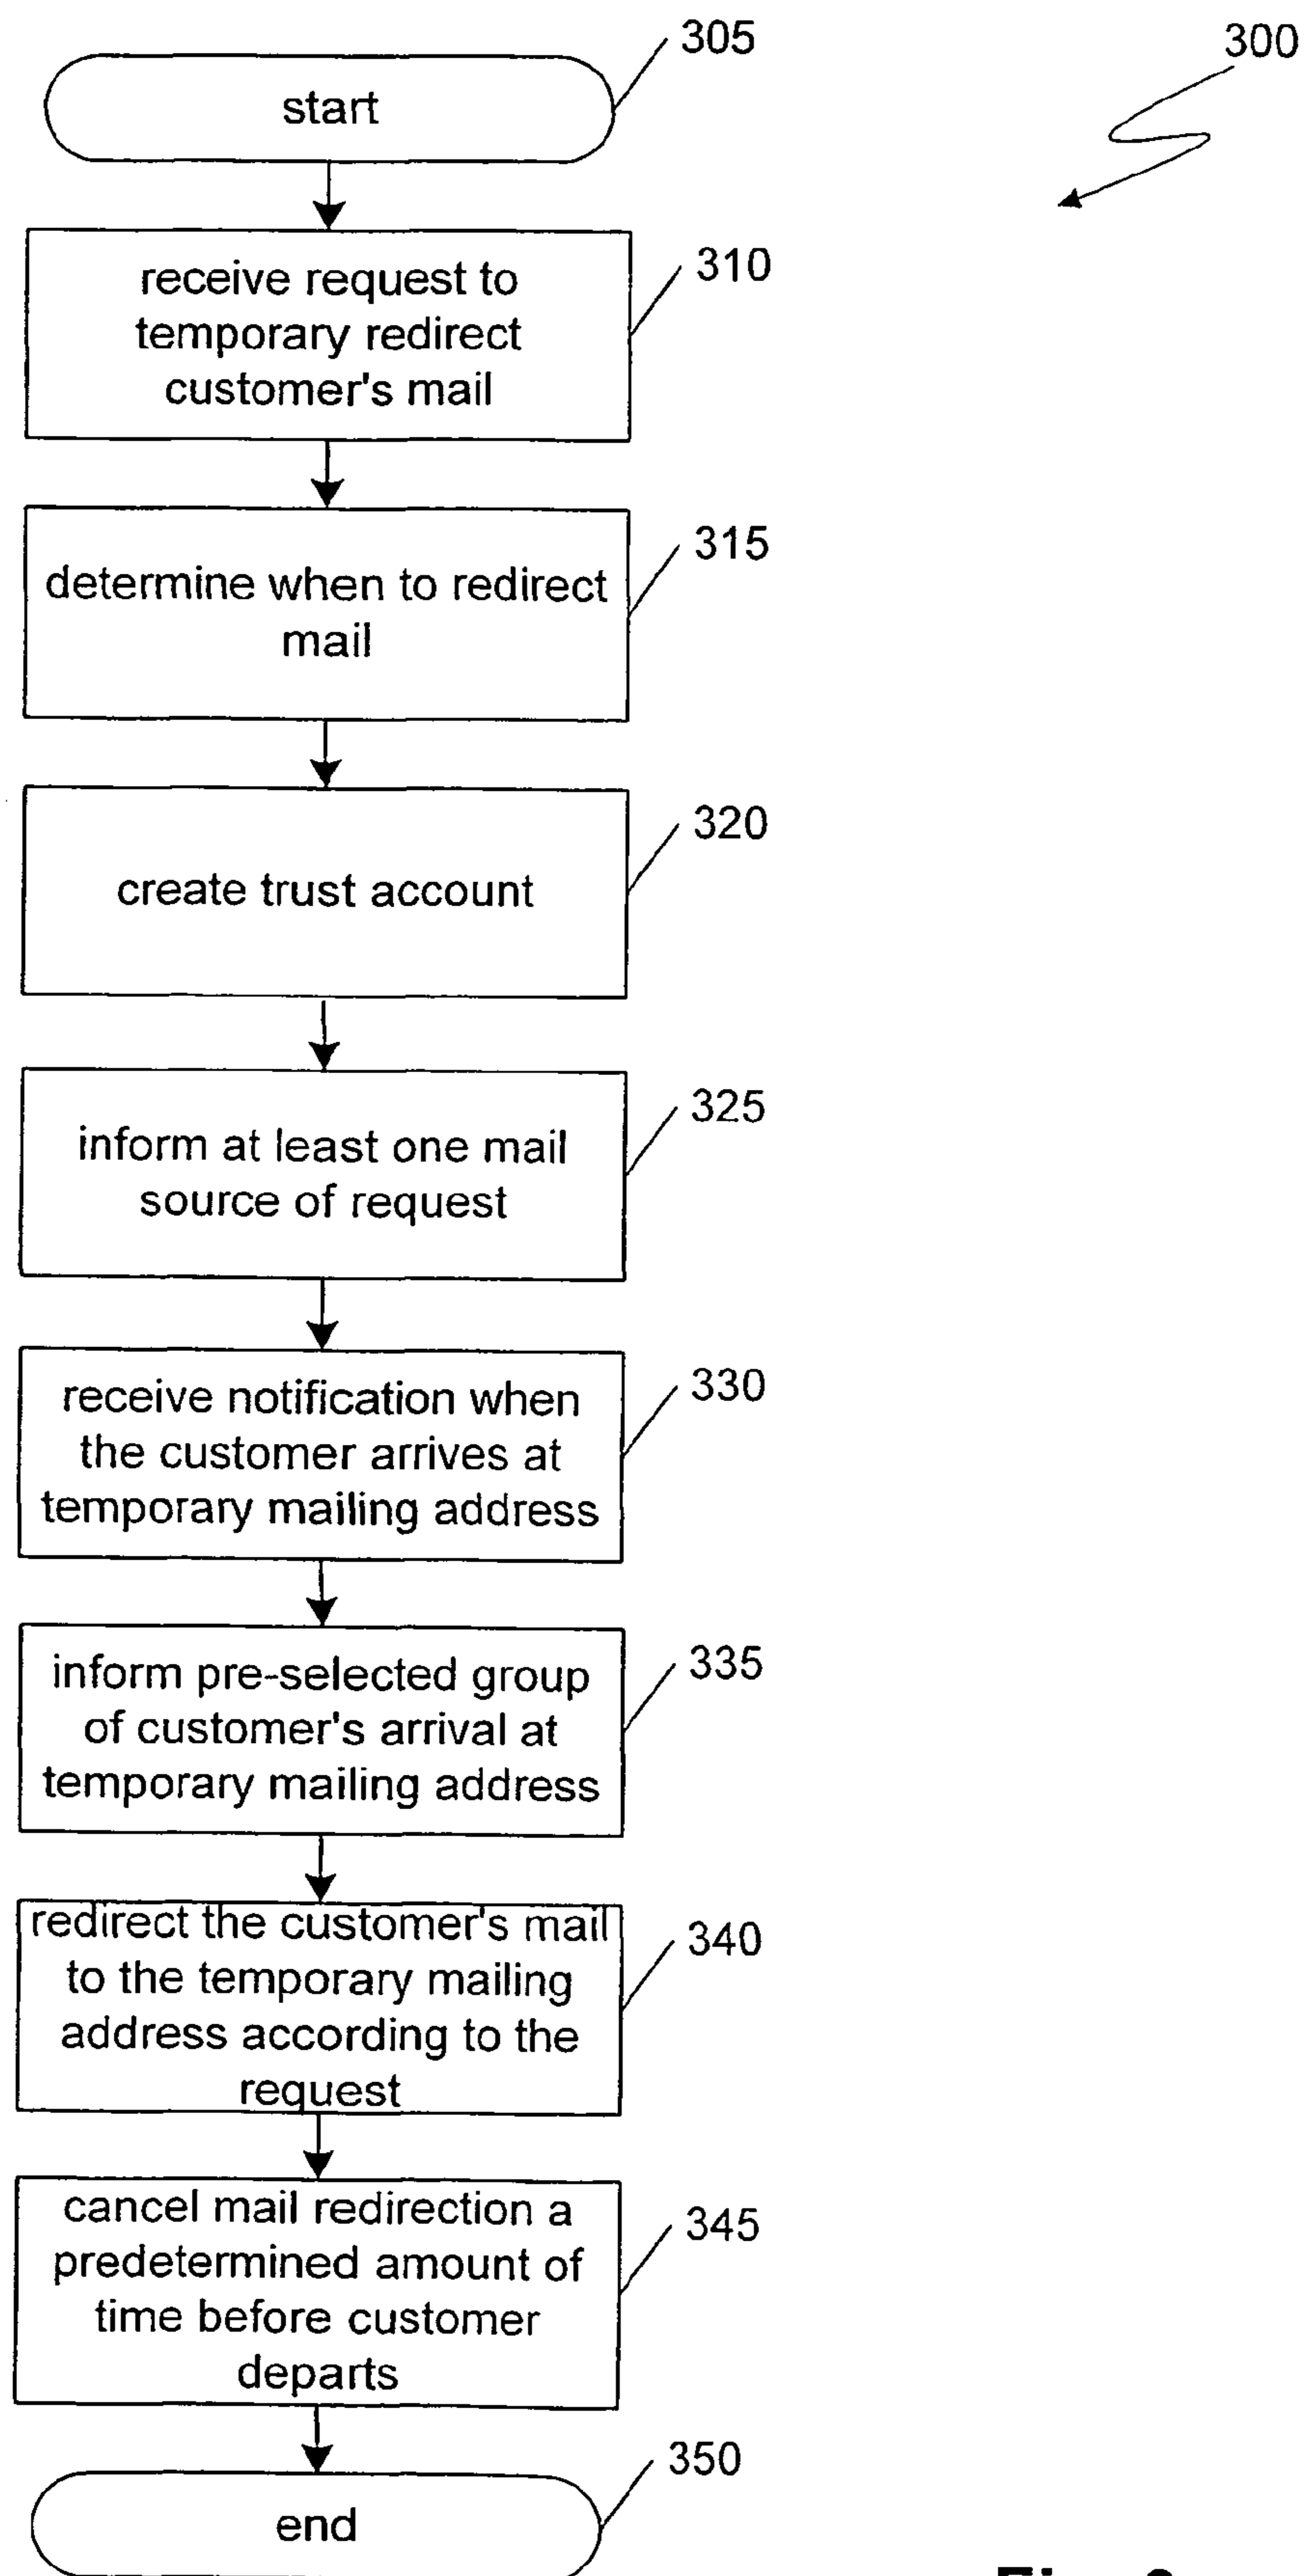 305
300
start
receive request to
temporary redirect
customer's mail
310
determine when to redirect
mail
315
create trust account
320
inform at least one mail
source of request
325
receive notification when
the customer arrives at
temporary mailing address
330
inform pre-selected group
of customer's arrival at
temporary mailing address
335
redirect the customer's mail
to the temporary mailing
address according to the
request
340
cancel mail redirection a
predetermined amount of
time before customer
departs
345
350
end